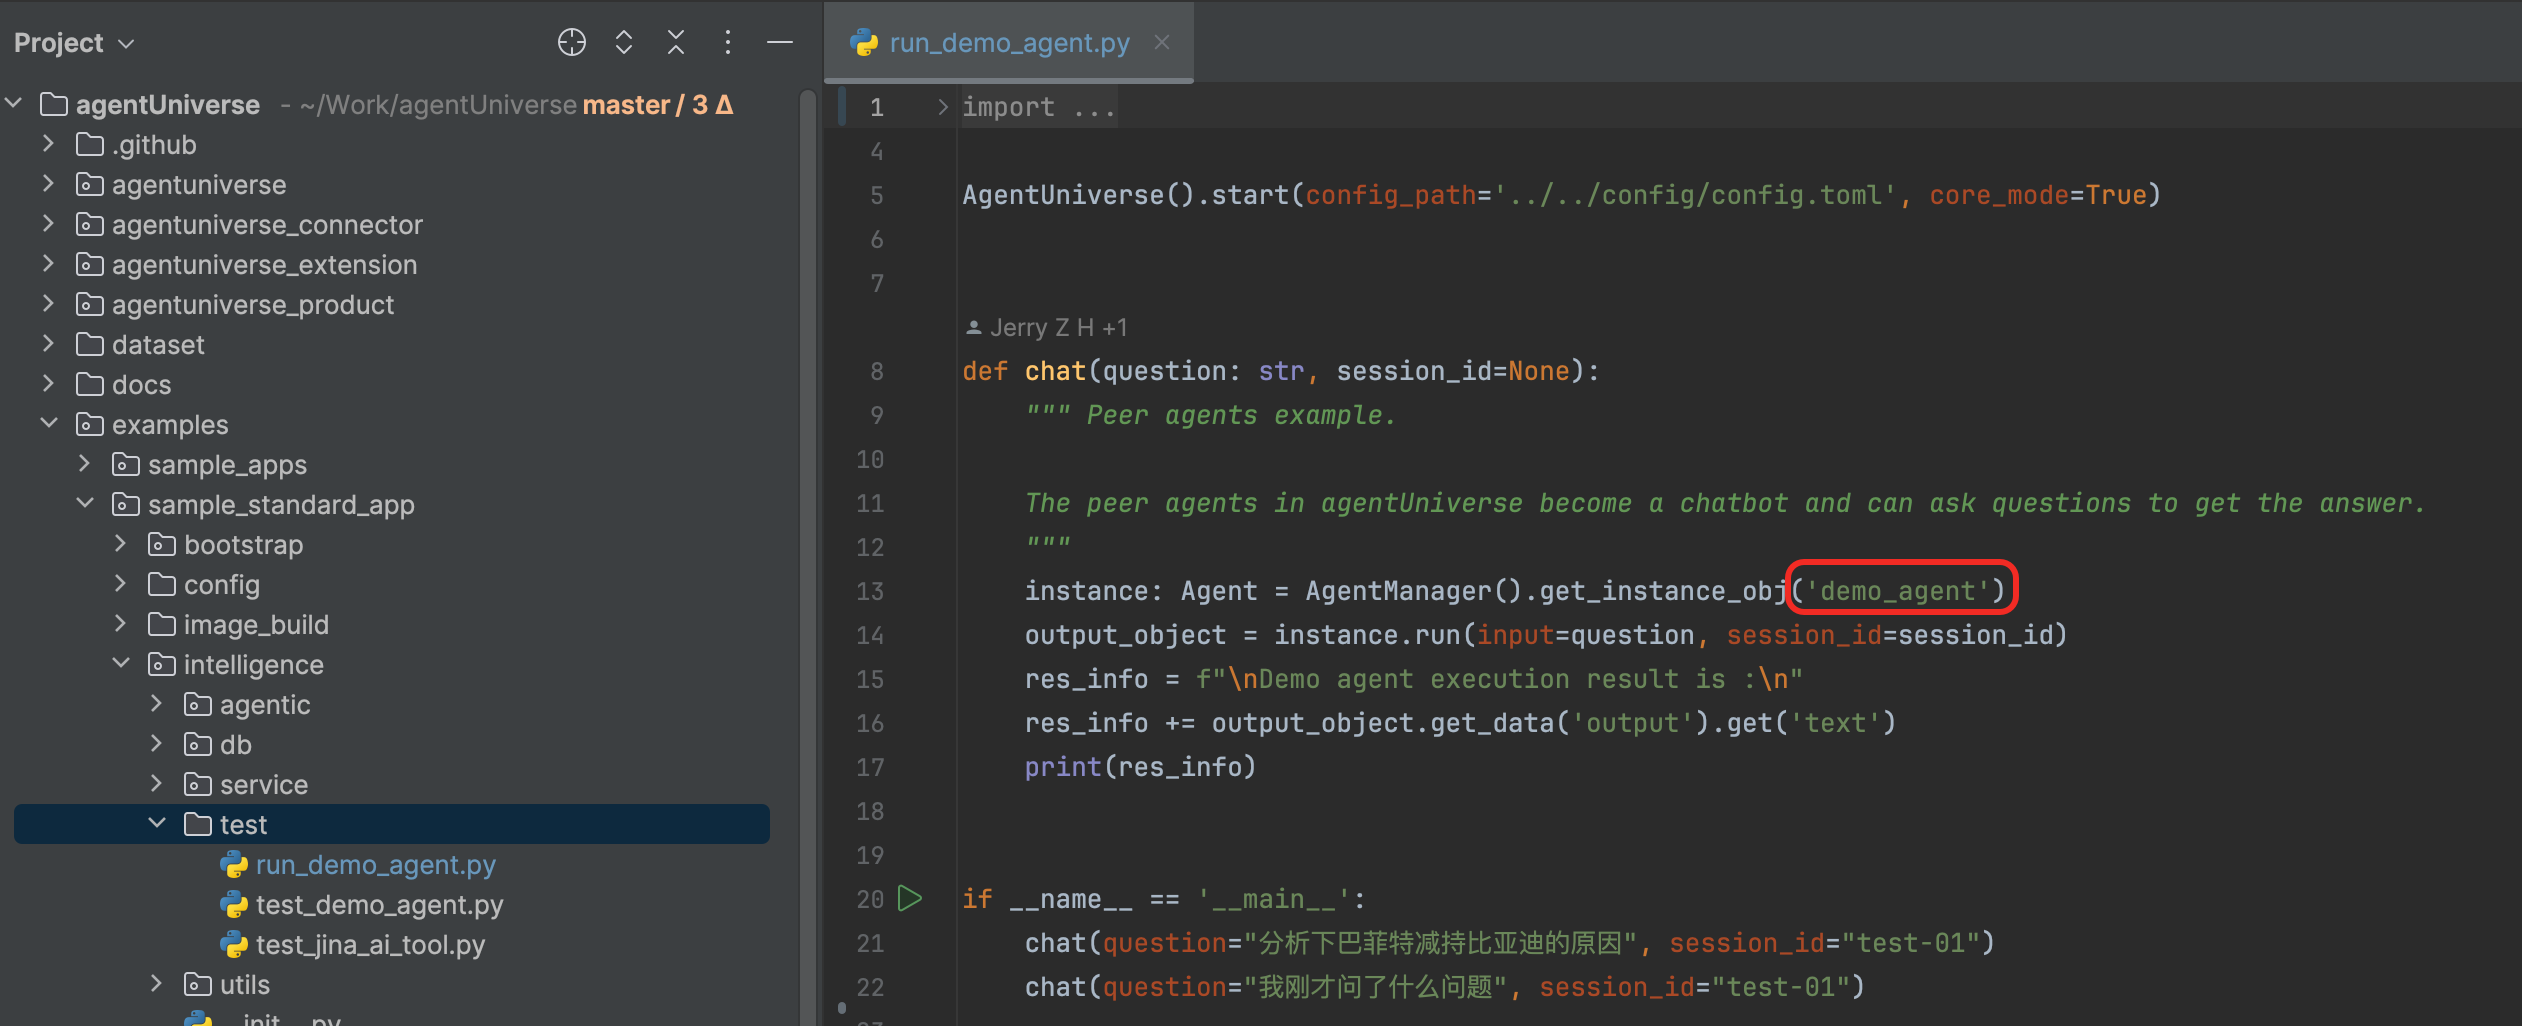 Project
agentUniverse - ~/Work/agentUniverse master / 3 Δ
.github
agentuniverse
agentuniverse_connector
agentuniverse_extension
agentuniverse_product
dataset
docs
examples
sample_apps
sample_standard_app
bootstrap
config
image_build
intelligence
agentic
db
service
test
run_demo_agent.py
test_demo_agent.py
test_jina_ai_tool.py
utils
run_demo_agent.py
1 import ...
4
5 AgentUniverse().start(config_path='../../config/config.toml', core_mode=True)
6
7
Jerry Z H +1
8 def chat(question: str, session_id=None):
9 """ Peer agents example.
10
11 The peer agents in agentUniverse become a chatbot and can ask questions to get the answer.
12 """
13 instance: Agent = AgentManager().get_instance_obj('demo_agent')
14 output_object = instance.run(input=question, session_id=session_id)
15 res_info = f"\nDemo agent execution result is :\n"
16 res_info += output_object.get_data('output').get('text')
17 print(res_info)
18
19
20 if __name__ == '__main__':
21 chat(question="分析下巴菲特减持比亚迪的原因", session_id="test-01")
22 chat(question="我刚才问了什么问题", session_id="test-01")